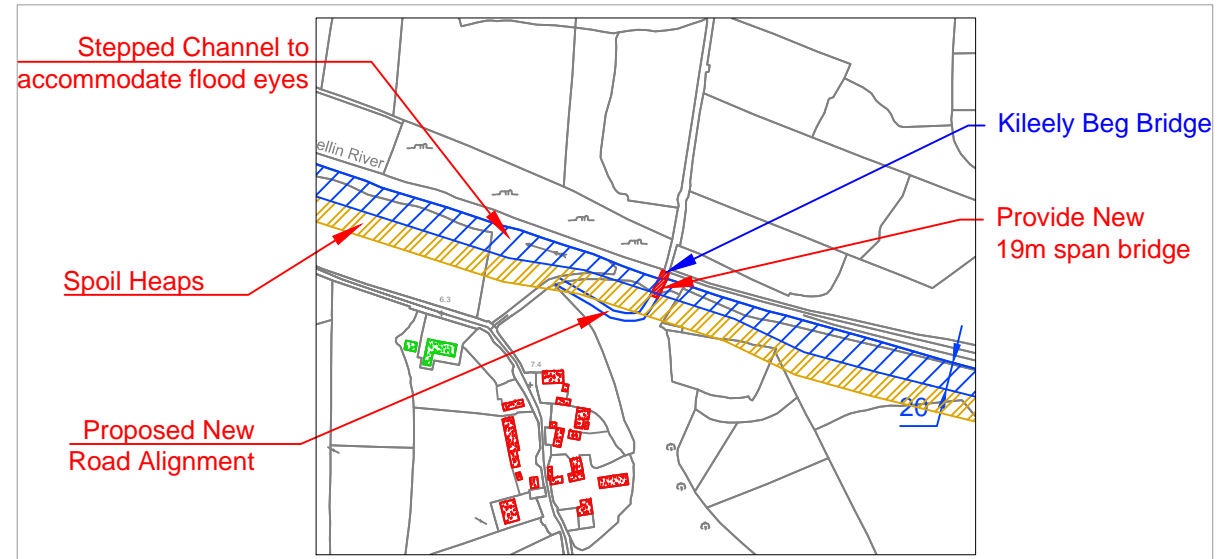 Stepped Channel to
accommodate flood eyes
Kileely Beg Bridge
ellin River
Provide New
19m span bridge
Spoil Heaps
6.3
7.4
20
Proposed New
Road Alignment